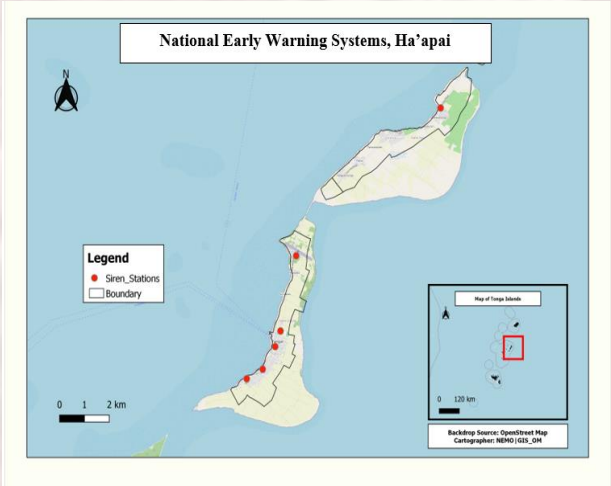 National Early Warning Systems, Ha’apai
N
Legend
Siren_Stations
Boundary
0 1 2 km
Map of Tonga Islands
0 120 km
Backdrop Source: OpenStreet Map
Cartographer: NEMO|GIS_OM